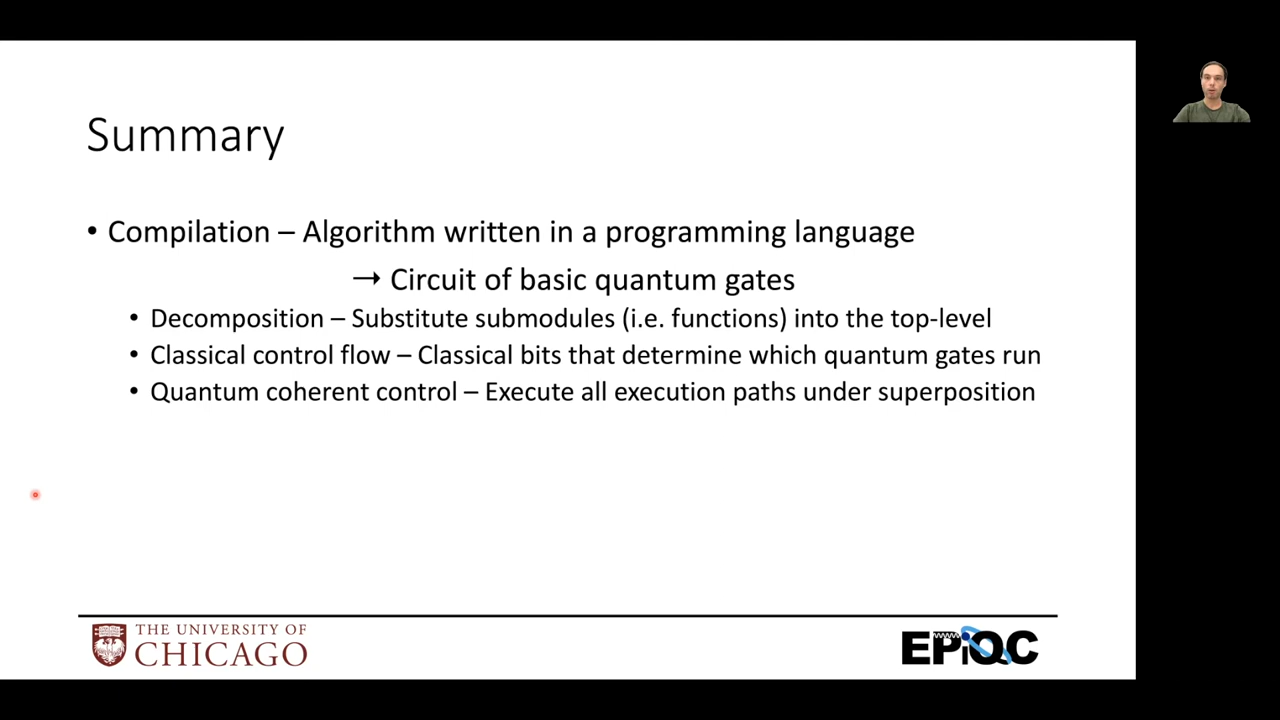 Summary
• Compilation – Algorithm written in a programming language
→ Circuit of basic quantum gates
• Decomposition – Substitute submodules (i.e. functions) into the top-level
• Classical control flow – Classical bits that determine which quantum gates run
• Quantum coherent control – Execute all execution paths under superposition
THE UNIVERSITY OF
CHICAGO
EPiQC